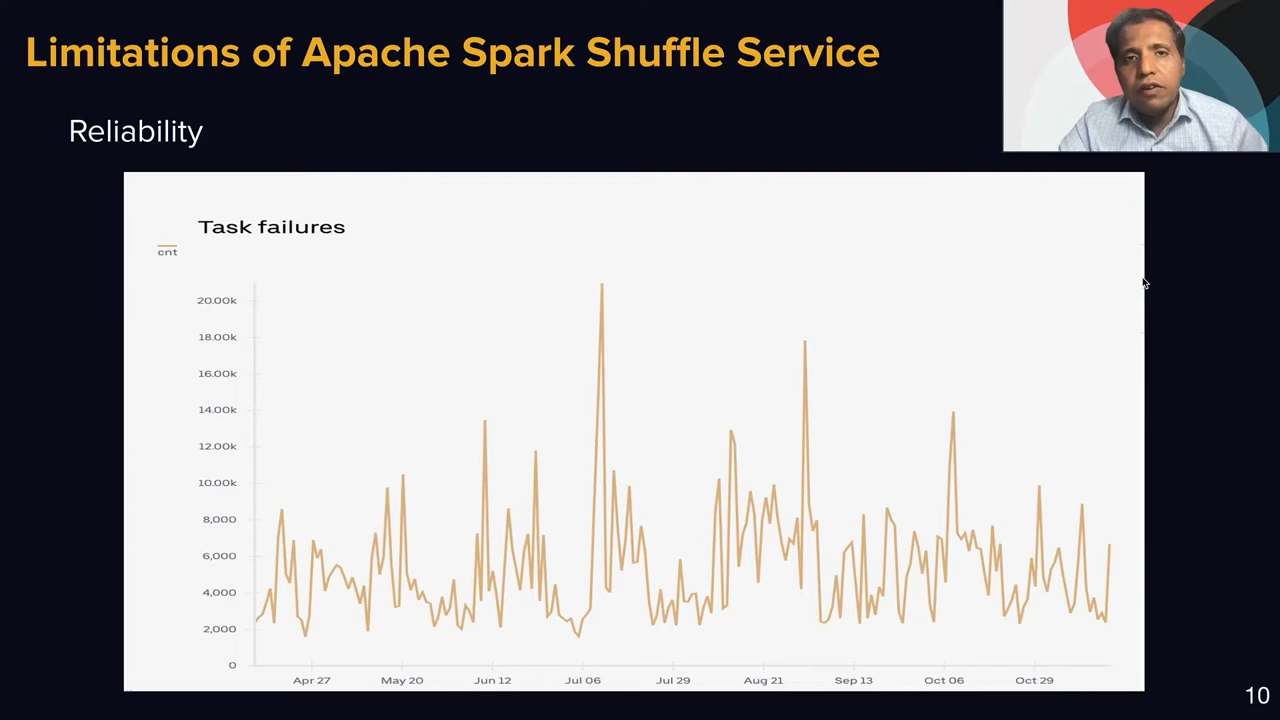 Limitations of Apache Spark Shuffle Service
Reliability
Task failures
cnt
20.00k
18.00k
16.00k
14.00k
12.00k
10.00k
8,000
6,000
4,000
2,000
0
Apr 27 May 20 Jun 12 Jul 06 Jul 29 Aug 21 Sep 13 Oct 06 Oct 29
10